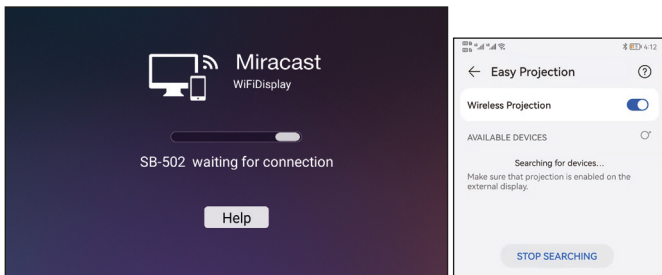 Miracast
WiFiDisplay
SB-502 waiting for connection
Help
4:12
Easy Projection
Wireless Projection
AVAILABLE DEVICES
Searching for devices...
Make sure that projection is enabled on the
external display.
STOP SEARCHING